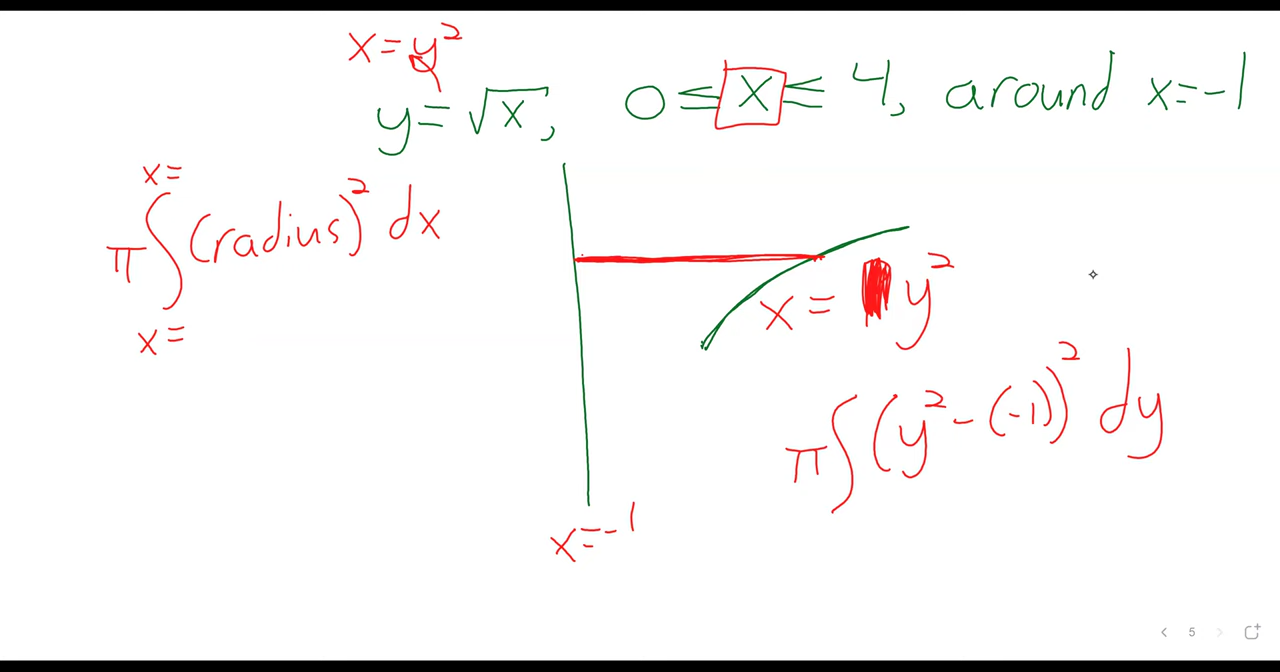 x = y²
y = √x, 0 ≤ x ≤ 4, around x = -1
x =
π ∫ (radius)² dx
x =
x = y²
π ∫ (y² - (-1))² dy
x = -1
5